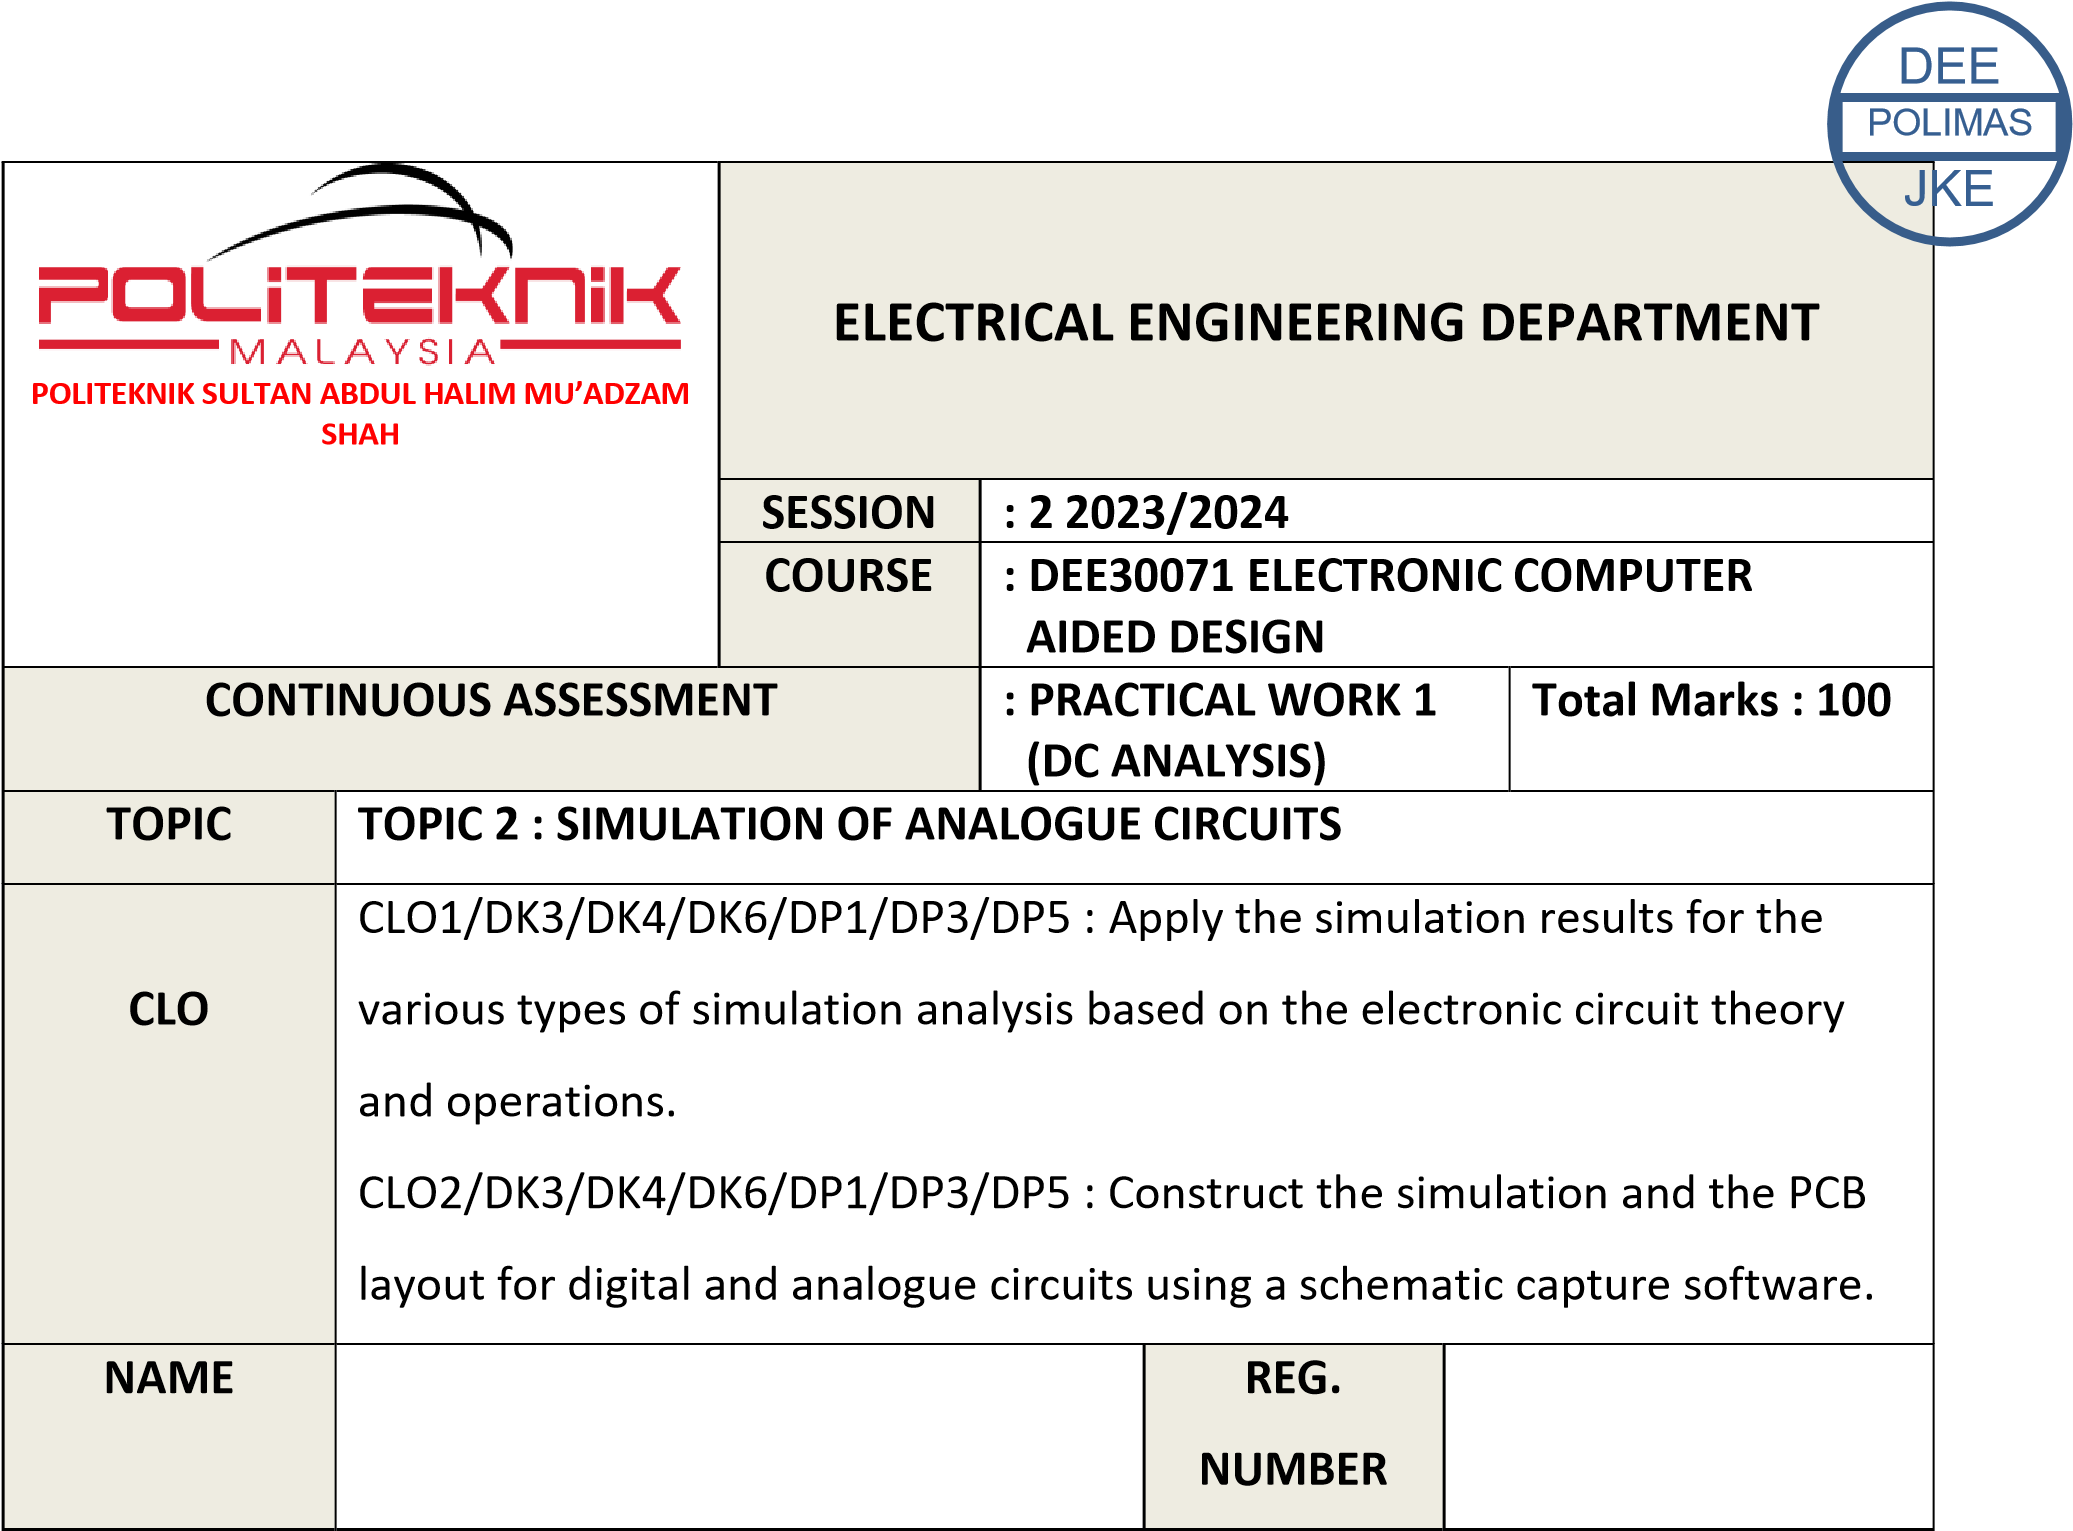 DEE
POLIMAS
JKE
POLiTEKNiK
MALAYSIA
POLITEKNIK SULTAN ABDUL HALIM MU’ADZAM
SHAH
ELECTRICAL ENGINEERING DEPARTMENT
SESSION : 2 2023/2024
COURSE : DEE30071 ELECTRONIC COMPUTER
AIDED DESIGN
CONTINUOUS ASSESSMENT : PRACTICAL WORK 1 Total Marks : 100
(DC ANALYSIS)
TOPIC TOPIC 2 : SIMULATION OF ANALOGUE CIRCUITS
CLO1/DK3/DK4/DK6/DP1/DP3/DP5 : Apply the simulation results for the
CLO various types of simulation analysis based on the electronic circuit theory
and operations.
CLO2/DK3/DK4/DK6/DP1/DP3/DP5 : Construct the simulation and the PCB
layout for digital and analogue circuits using a schematic capture software.
NAME REG.
NUMBER